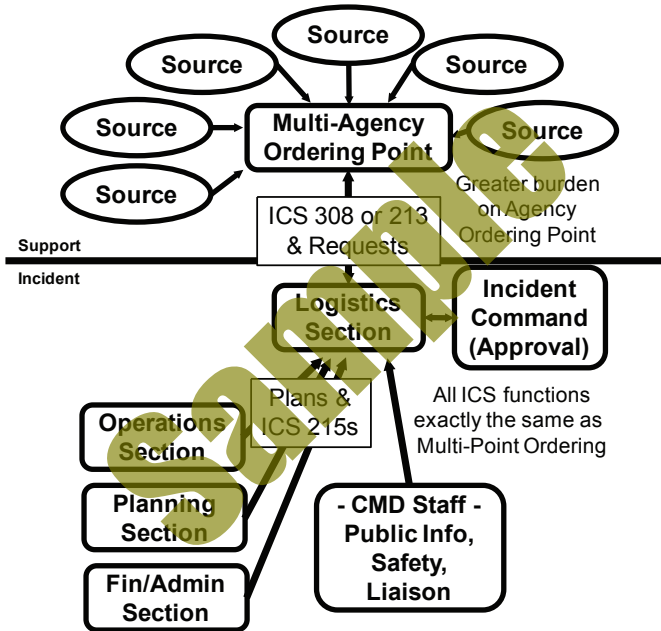 Source
Source
Source
Source
Source
Source
Multi-Agency
Ordering Point
Greater burden
on Agency
Ordering Point
ICS 308 or 213
& Requests
Support
Incident
Logistics
Section
Incident
Command
(Approval)
Plans &
ICS 215s
All ICS functions
exactly the same as
Multi-Point Ordering
Operations
Section
Planning
Section
Fin/Admin
Section
- CMD Staff -
Public Info,
Safety,
Liaison
Sample